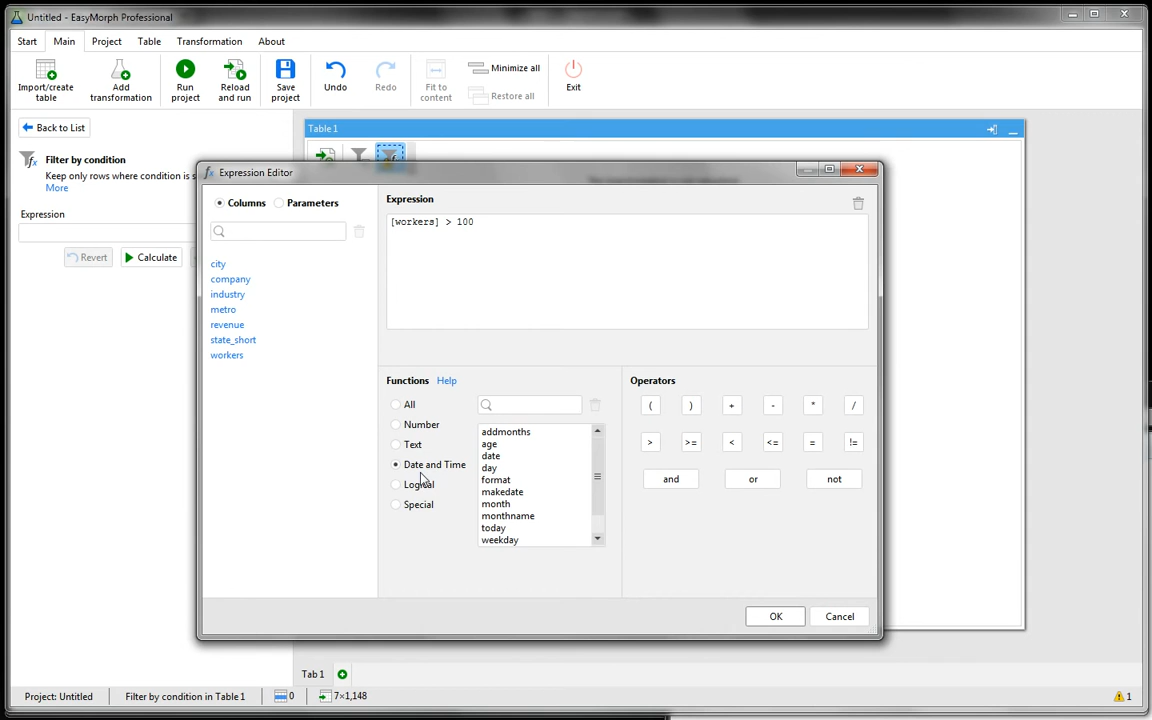 Untitled - EasyMorph Professional
Start Main Project Table Transformation About
Import/create table
Add transformation
Run project
Reload and run
Save project
Undo
Redo
Fit to content
Minimize all
Restore all
Exit
Back to List
Filter by condition
Keep only rows where condition is s
More
Expression
Revert
Calculate
Table 1
Expression Editor
Columns Parameters
city
company
industry
metro
revenue
state_short
workers
Expression
[workers] > 100
Functions Help
All
Number
Text
Date and Time
Logical
Special
addmonths
age
date
day
format
makedate
month
monthname
today
weekday
Operators
( ) + - * /
> >= < <= = !=
and or not
OK Cancel
Tab 1
Project: Untitled Filter by condition in Table 1 0 7×1,148 1